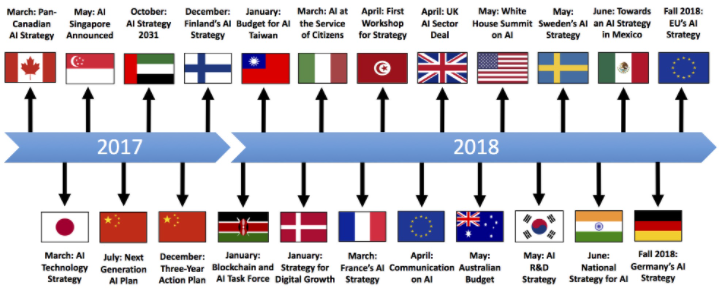 March: Pan-
Canadian
AI Strategy
May: AI
Singapore
Announced
October:
AI Strategy
2031
December:
Finland's AI
Strategy
January:
Budget for AI
Taiwan
March: AI at
the Service
of Citizens
April: First
Workshop
for Strategy
April: UK
AI Sector
Deal
May: White
House Summit
on AI
May:
Sweden's AI
Strategy
June: Towards
an AI Strategy
in Mexico
Fall 2018:
EU's AI
Strategy
2017
2018
March: AI
Technology
Strategy
July: Next
Generation
AI Plan
December:
Three-Year
Action Plan
January:
Blockchain and
AI Task Force
January:
Strategy for
Digital Growth
March:
France's AI
Strategy
April:
Communication
on AI
May:
Australian
Budget
May: AI
R&D
Strategy
June:
National
Strategy for AI
Fall 2018:
Germany's AI
Strategy